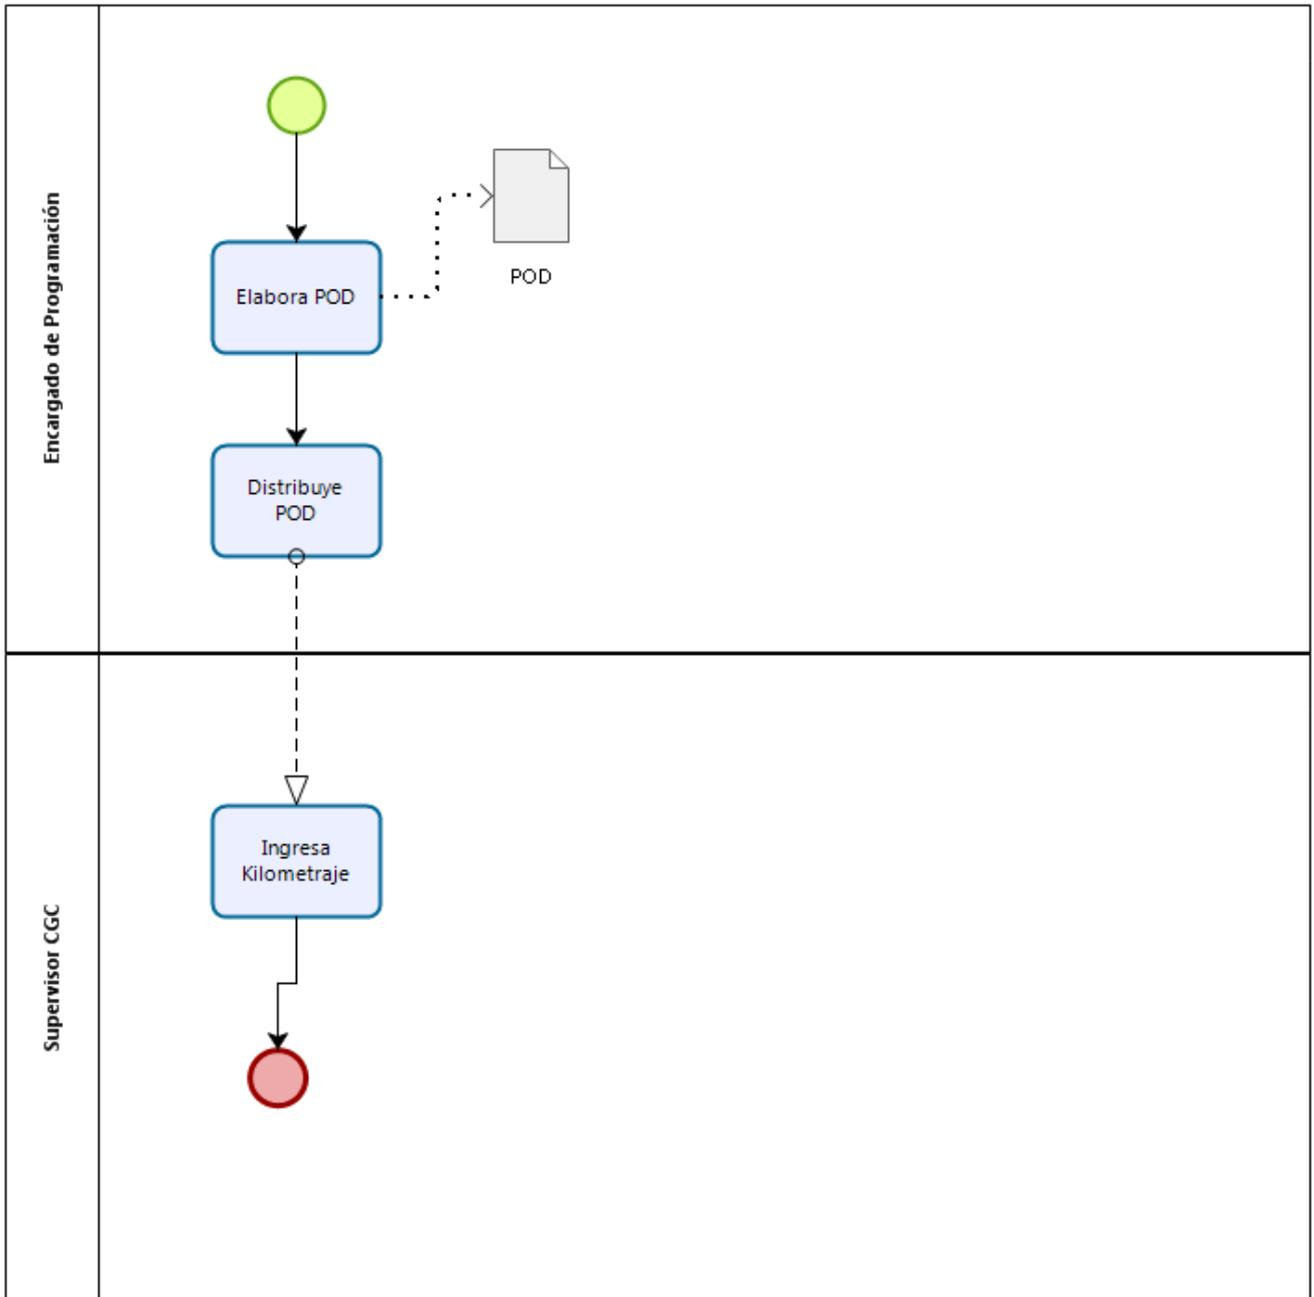 Encargado de Programación
Elabora POD
POD
Distribuye
POD
Supervisor CGC
Ingresa
Kilometraje